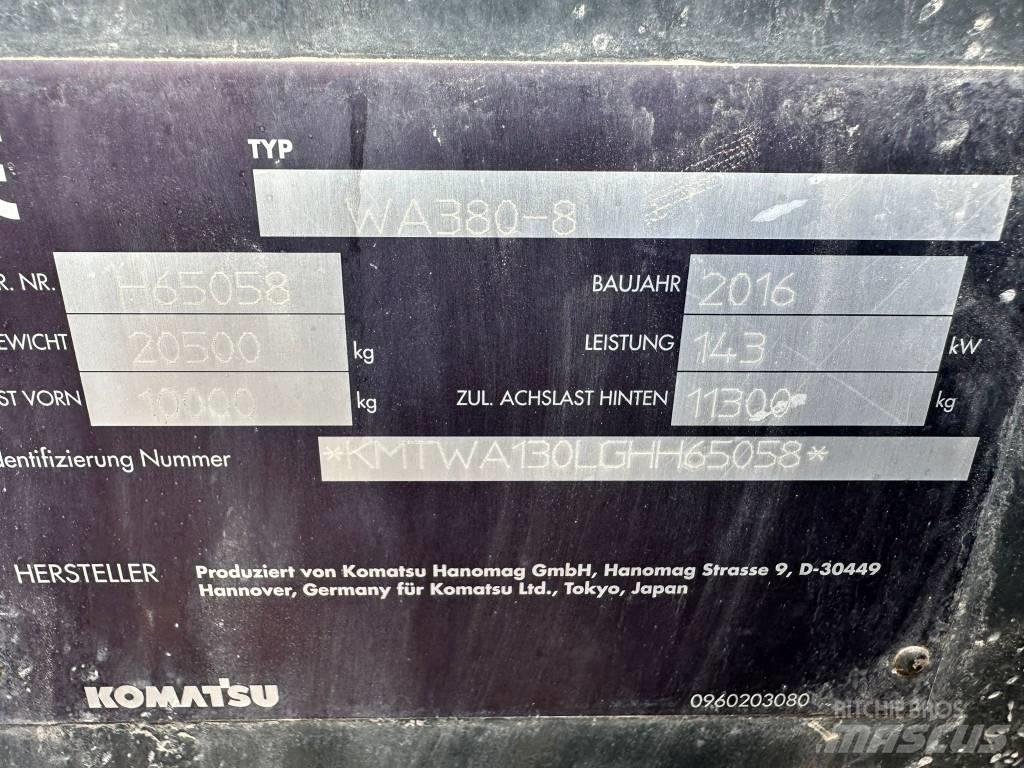 TYP
WA380-8
R. NR. H65058 BAUJAHR 2016
EWICHT 20500 kg LEISTUNG 143 kW
ST VORN 10000 kg ZUL. ACHSLAST HINTEN 11300 kg
dentifizierung Nummer *KMTWA130LGHH65058*
HERSTELLER Produziert von Komatsu Hanomag GmbH, Hanomag Strasse 9, D-30449
Hannover, Germany für Komatsu Ltd., Tokyo, Japan
KOMATSU 0960203080
RITCHIE BROS
MASCUS